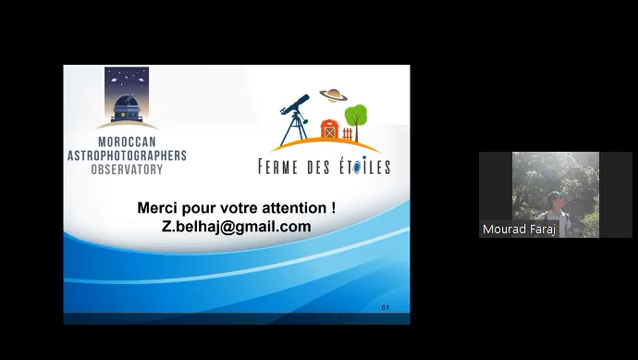 MOROCCAN
ASTROPHOTOGRAPHERS
OBSERVATORY
FERME DES ÉTOILES
Merci pour votre attention !
Z.belhaj@gmail.com
61
Mourad Faraj